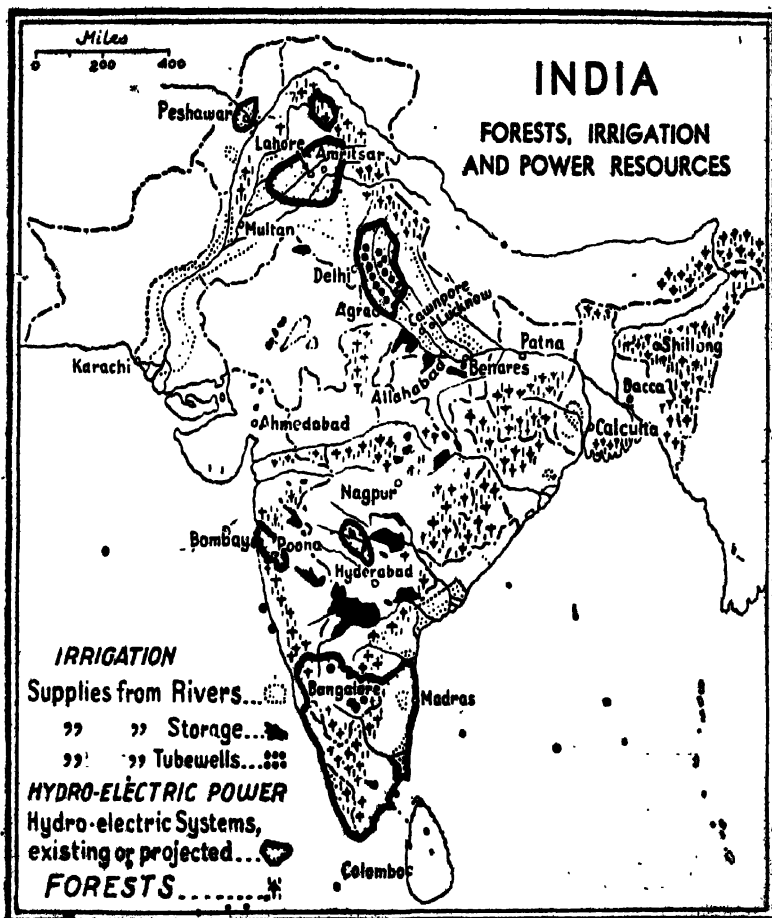 Miles
0 200 400
INDIA
FORESTS, IRRIGATION
AND POWER RESOURCES
Peshawar
Lahore
Amritsar
Multan
Delhi
Agra
Cawnpore
Lucknow
Karachi
Allahabad
Benares
Patna
Shillong
Dacca
Ahmedabad
Calcutta
Nagpur
Bombay
Poona
Hyderabad
Bangalore
Madras
Colombo
IRRIGATION
Supplies from Rivers...
" " Storage...
" " Tubewells...
HYDRO-ELECTRIC POWER
Hydro-electric Systems,
existing or projected...
FORESTS........